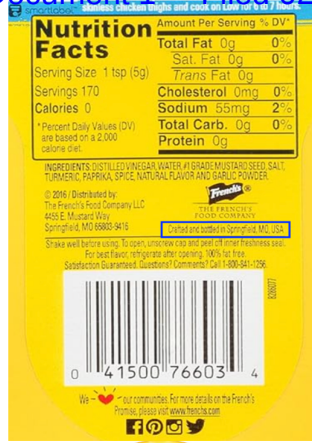 smartlabel™ skinless chicken thighs and cook on Low for 6 to 7 hours.
Nutrition
Facts
Serving Size 1 tsp (5g)
Servings 170
Calories 0
*Percent Daily Values (DV)
are based on a 2,000
calorie diet.
Amount Per Serving % DV*
Total Fat 0g 0%
Sat. Fat 0g 0%
Trans Fat 0g
Cholesterol 0mg 0%
Sodium 55mg 2%
Total Carb. 0g 0%
Protein 0g
INGREDIENTS: DISTILLED VINEGAR, WATER, #1 GRADE MUSTARD SEED, SALT,
TURMERIC, PAPRIKA, SPICE, NATURAL FLAVOR AND GARLIC POWDER.
© 2016 / Distributed by:
The French's Food Company LLC
4455 E. Mustard Way
Springfield, MO 65803-9416
French's ®
THE FRENCH'S
FOOD COMPANY
Crafted and bottled in Springfield, MO, USA
Shake well before using. To open, unscrew cap and peel off inner freshness seal.
For best flavor, refrigerate after opening. 100% fat free.
Satisfaction Guaranteed. Questions? Comments? Call 1-800-841-1256
0 41500 76603 4
We our communities. For more details on the French's
Promise, please visit www.frenchs.com